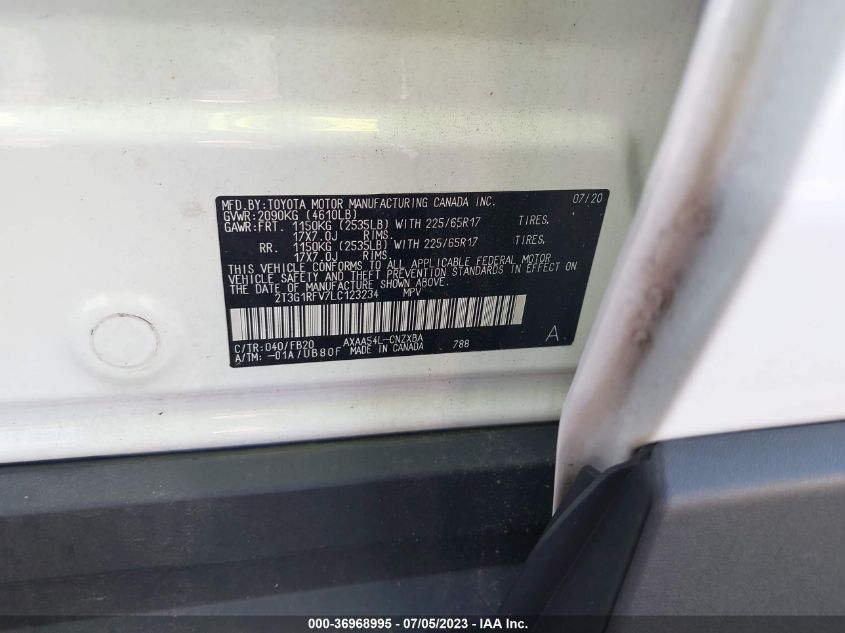 MFD.BY:TOYOTA MOTOR MANUFACTURING CANADA INC. 07/20
GVWR:2090KG (4610LB)
GAWR:FRT. 1150KG (2535LB) WITH 225/65R17 TIRES,
17X7.0J RIMS.
RR. 1150KG (2535LB) WITH 225/65R17 TIRES,
17X7.0J RIMS.
THIS VEHICLE CONFORMS TO ALL APPLICABLE FEDERAL MOTOR
VEHICLE SAFETY AND THEFT PREVENTION STANDARDS IN EFFECT ON
THE DATE OF MANUFACTURE SHOWN ABOVE.
2T3G1RFV7LC123234 MPV
C/TR:040/FB20 AXAA54L-CNZXBA A
A/TM: -01A/UB80F MADE IN CANADA 788
000-36968995 - 07/05/2023 - IAA Inc.